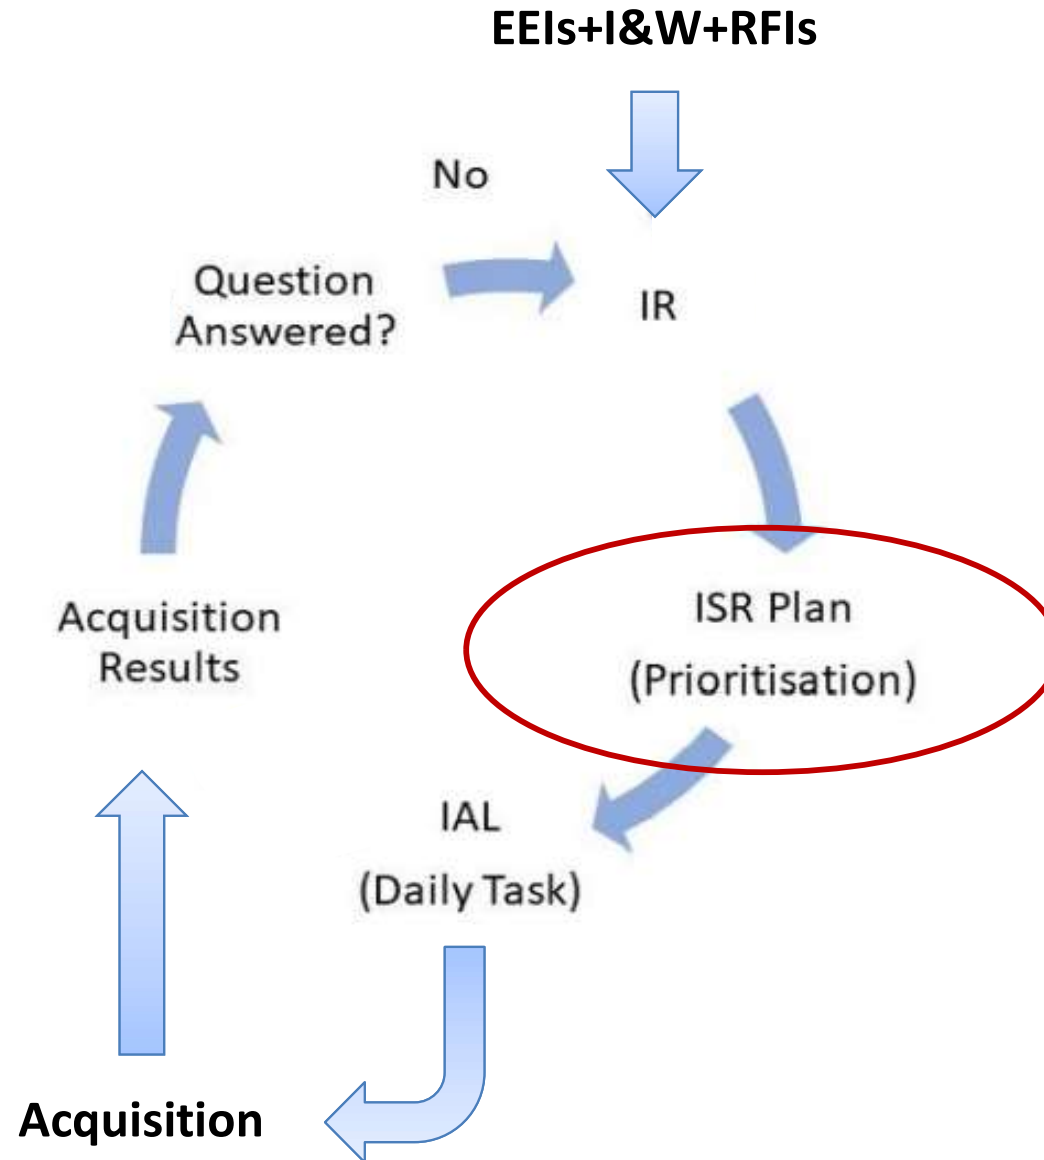 EEIs+I&W+RFIs
No
Question
Answered?
IR
ISR Plan
(Prioritisation)
Acquisition
Results
IAL
(Daily Task)
Acquisition